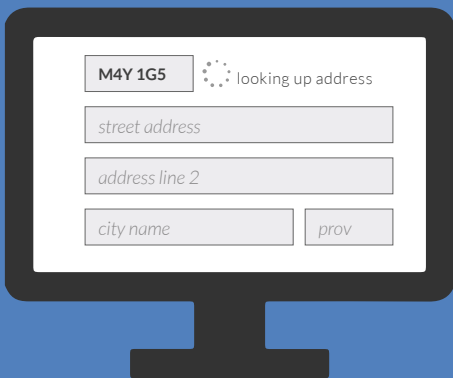 M4Y 1G5 looking up address
street address
address line 2
city name prov